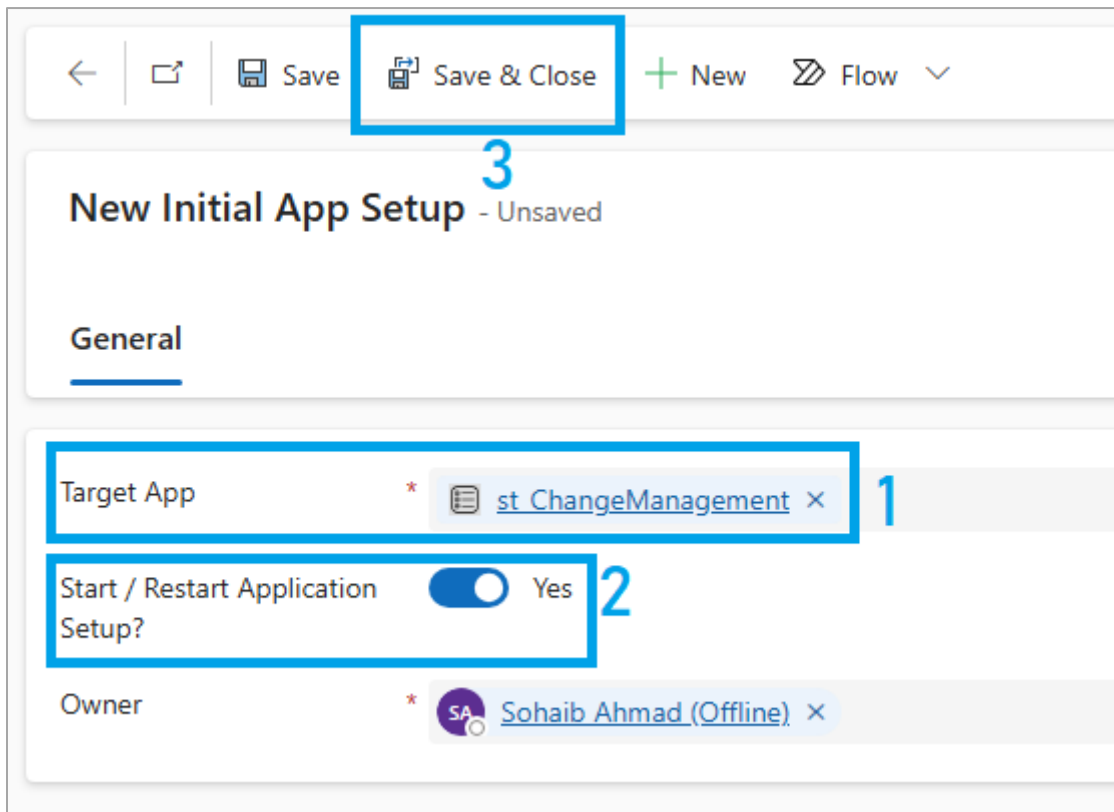 Save Save & Close New Flow
3
New Initial App Setup - Unsaved
General
Target App * st_ChangeManagement × 1
Start / Restart Application Yes 2
Setup?
Owner * SA Sohaib Ahmad (Offline) ×